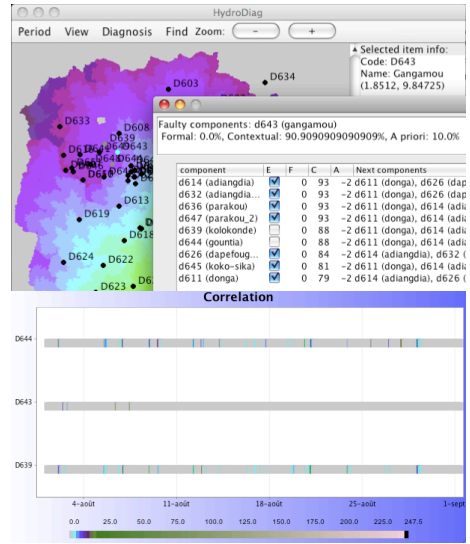 HydroDiag
Period View Diagnosis Find Zoom: - +
Selected item info:
Code: D643
Name: Gangamou
(1.8512, 9.84725)
D603
D634
D633
D608
D639
D619
D613
D618
D624
D622
D623
Faulty components: d643 (gangamou)
Formal: 0.0%, Contextual: 90.9090909090909%, A priori: 10.0%
component E F C A Next components
d614 (adiangdia) 0 93 -2 d611 (donga), d626 (dap
d632 (adiangdia... 0 93 -2 d611 (donga), d626 (dap
d636 (parakou) 0 93 -2 d611 (donga), d614 (adia
d647 (parakou_2) 0 93 -2 d611 (donga), d614 (adia
d639 (kolokonde) 0 88 -2 d611 (donga), d614 (adia
d644 (gountia) 0 88 -2 d611 (donga), d614 (adia
d626 (dapefoug... 0 84 -2 d614 (adiangdia), d632 (
d645 (koko-sika) 0 81 -2 d611 (donga), d614 (adia
d611 (donga) 0 79 -2 d614 (adiangdia), d626 (
Correlation
D644
D643
D639
4-août 11-août 18-août 25-août 1-sept
0.0 25.0 50.0 75.0 100.0 125.0 150.0 175.0 200.0 225.0 247.5